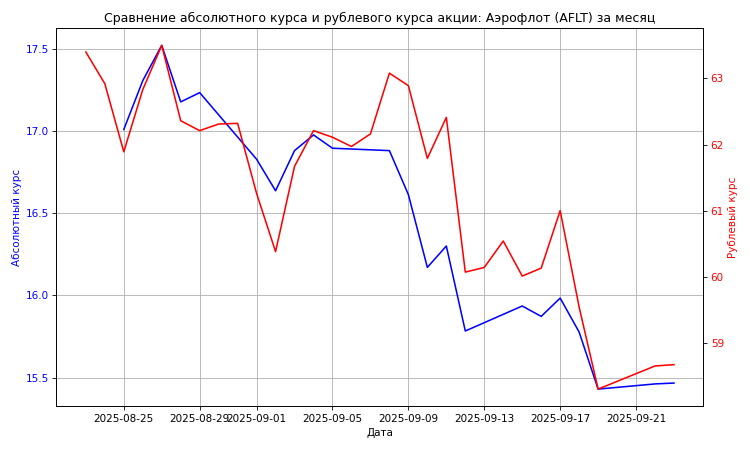 Сравнение абсолютного курса и рублевого курса акции: Аэрофлот (AFLT) за месяц
17.5
17.0
16.5
16.0
15.5
Абсолютный курс
63
62
61
60
59
Рублевый курс
2025-08-25 2025-08-29 2025-09-01 2025-09-05 2025-09-09 2025-09-13 2025-09-17 2025-09-21
Дата